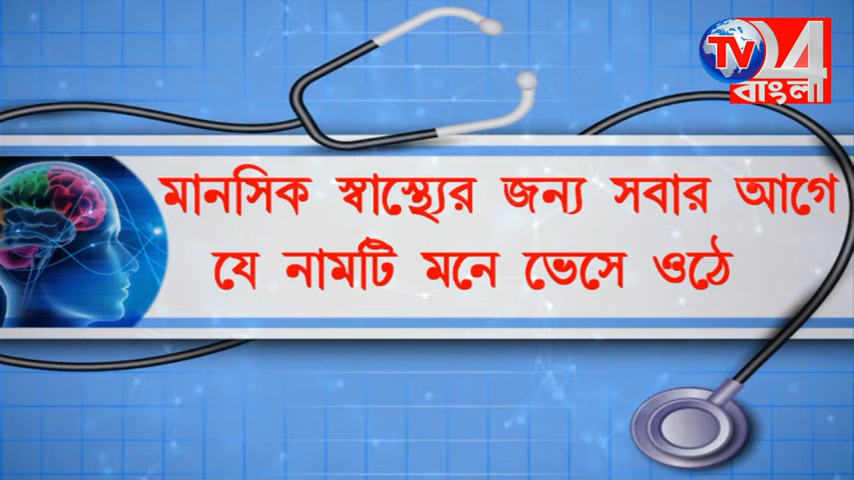 TV 24
বাংলা
মানসিক স্বাস্থ্যের জন্য সবার আগে
যে নামটি মনে ভেসে ওঠে